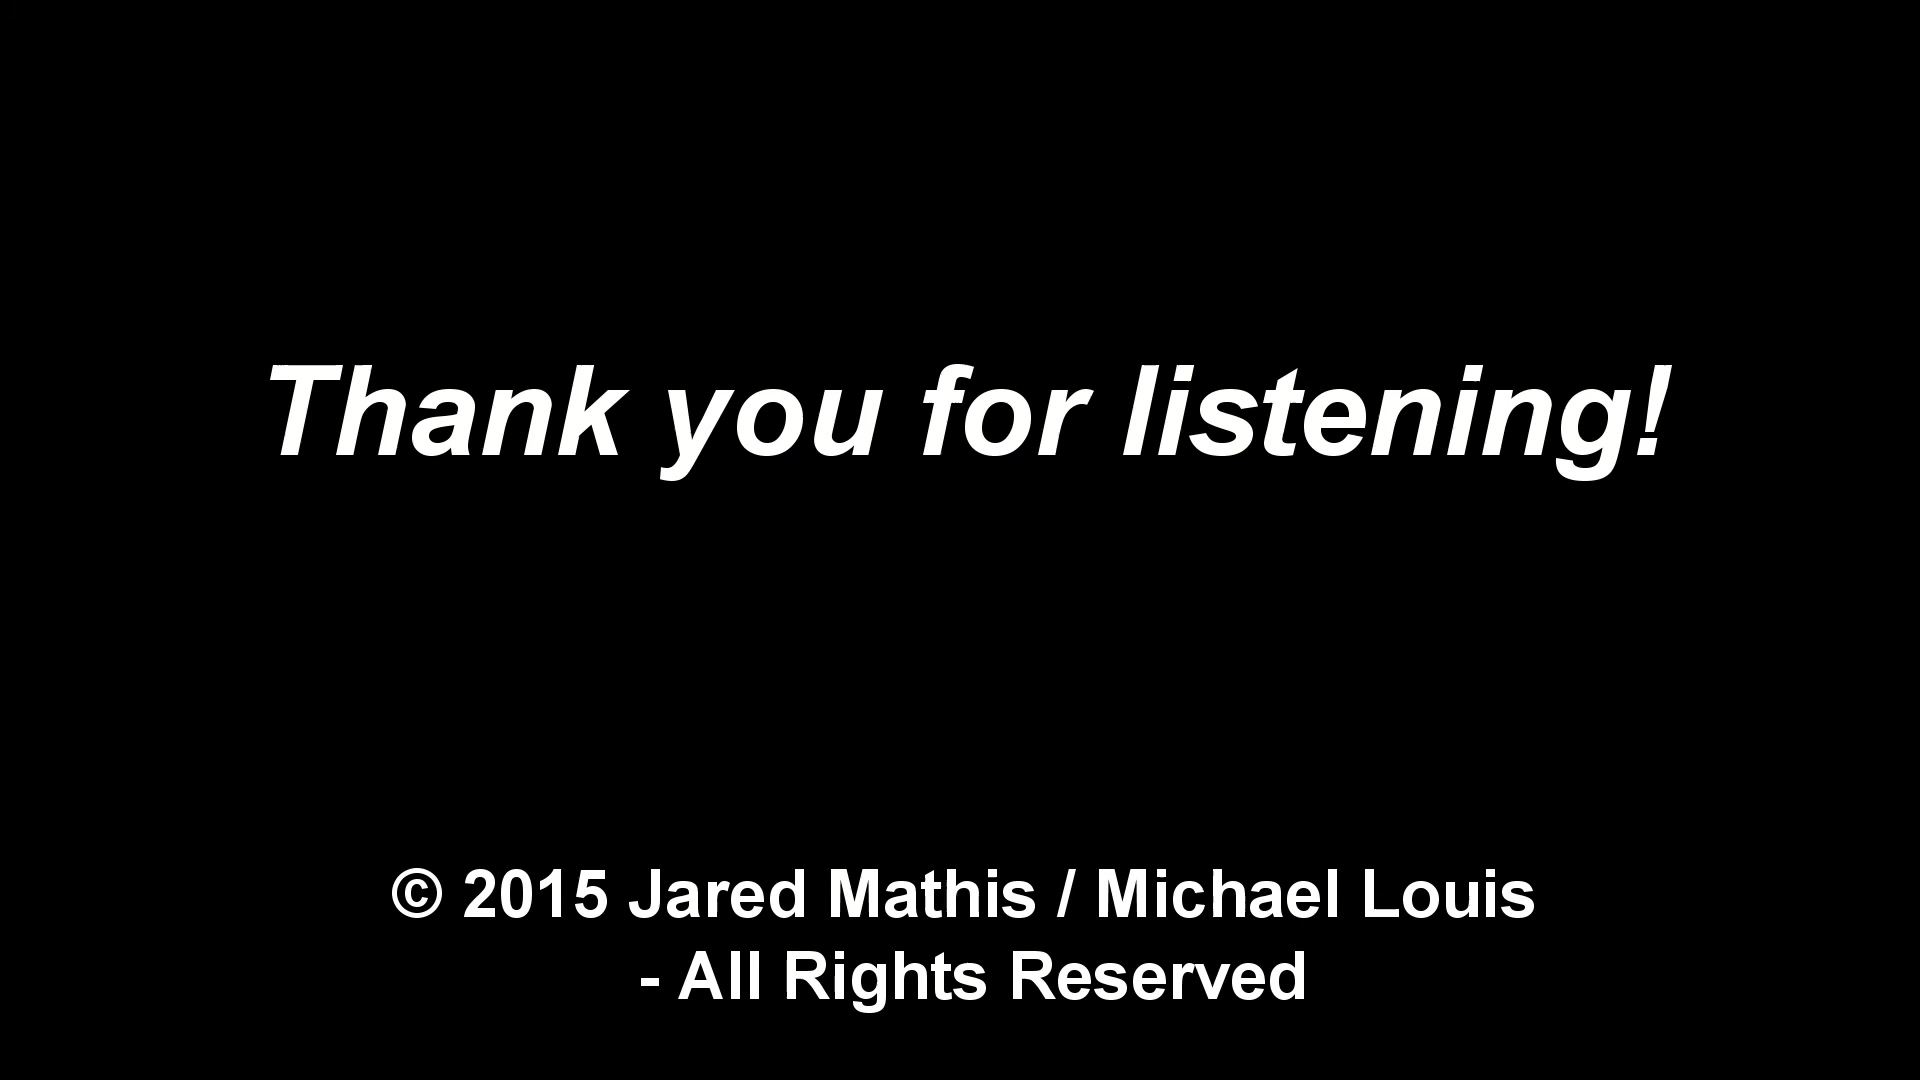 Thank you for listening!
© 2015 Jared Mathis / Michael Louis
- All Rights Reserved